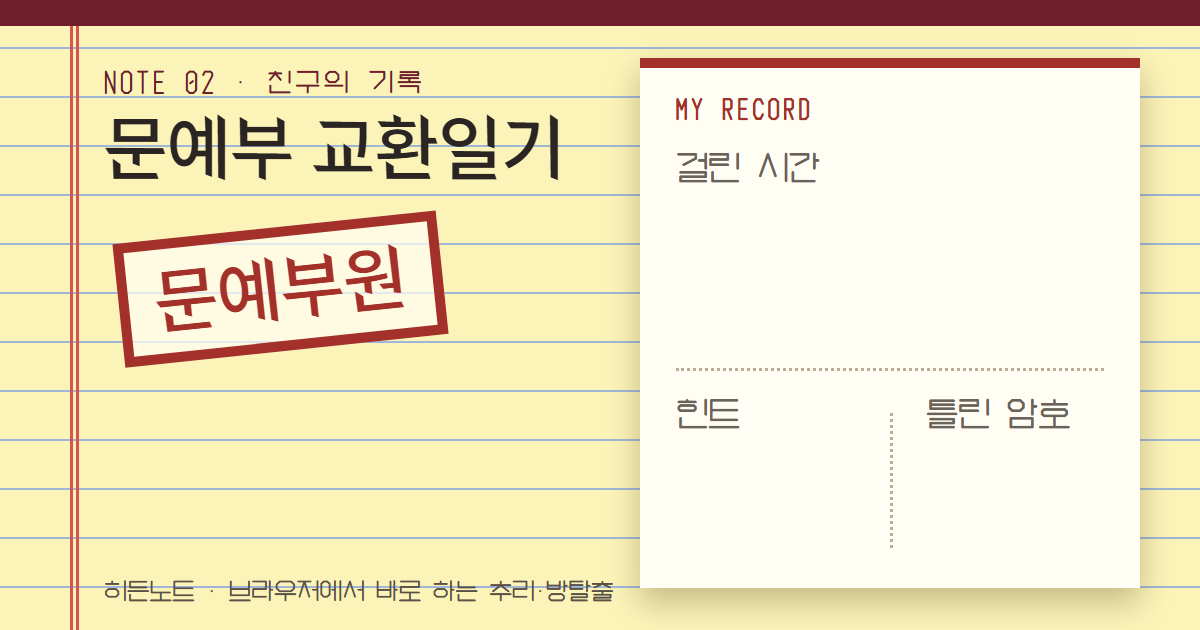 NOTE 02 · 친구의 기록
문예부 교환일기
문예부원
히든노트 · 브라우저에서 바로 하는 추리·방탈출
MY RECORD
걸린 시간
힌트
틀린 암호